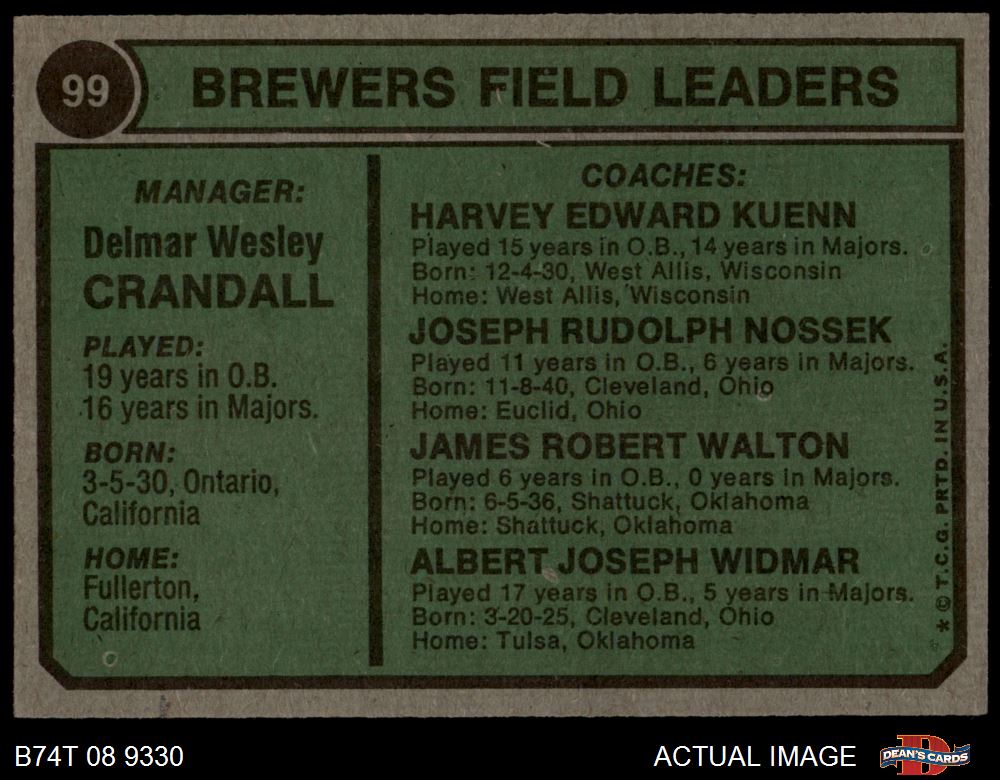 99
BREWERS FIELD LEADERS
MANAGER:
Delmar Wesley
CRANDALL
PLAYED:
19 years in O.B.
16 years in Majors.
BORN:
3-5-30, Ontario,
California
HOME:
Fullerton,
California
COACHES:
HARVEY EDWARD KUENN
Played 15 years in O.B., 14 years in Majors.
Born: 12-4-30, West Allis, Wisconsin
Home: West Allis, Wisconsin
JOSEPH RUDOLPH NOSSEK
Played 11 years in O.B., 6 years in Majors.
Born: 11-8-40, Cleveland, Ohio
Home: Euclid, Ohio
JAMES ROBERT WALTON
Played 6 years in O.B., 0 years in Majors.
Born: 6-5-36, Shattuck, Oklahoma
Home: Shattuck, Oklahoma
ALBERT JOSEPH WIDMAR
Played 17 years in O.B., 5 years in Majors.
Born: 3-20-25, Cleveland, Ohio
Home: Tulsa, Oklahoma
* © T.C.G. PRTD. IN U.S.A.
B74T 08 9330
ACTUAL IMAGE
D
DEAN'S CARDS